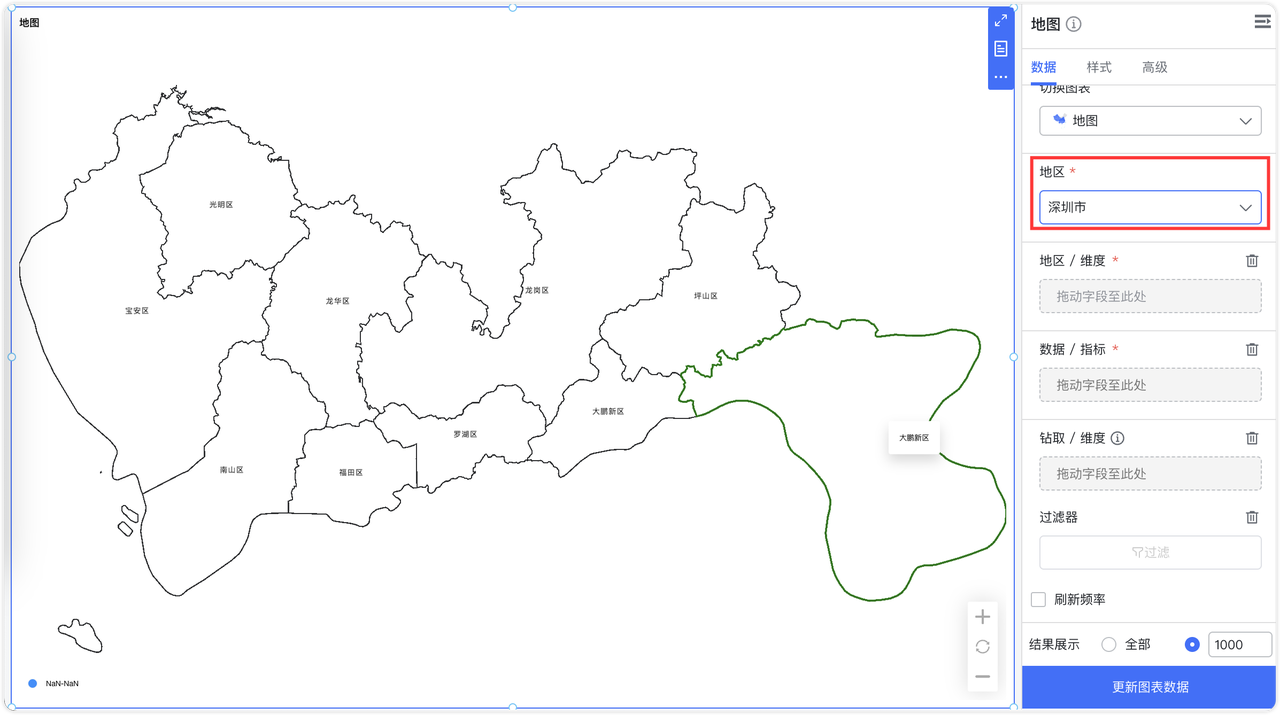 地图
光明区
宝安区
龙华区
龙岗区
坪山区
大鹏新区
罗湖区
南山区
福田区
大鹏新区
NaN-NaN
地图
数据 样式 高级
切换图表
地图
地区 *
深圳市
地区 / 维度 *
拖动字段至此处
数据 / 指标 *
拖动字段至此处
钻取 / 维度
拖动字段至此处
过滤器
过滤
刷新频率
结果展示 全部 1000
更新图表数据